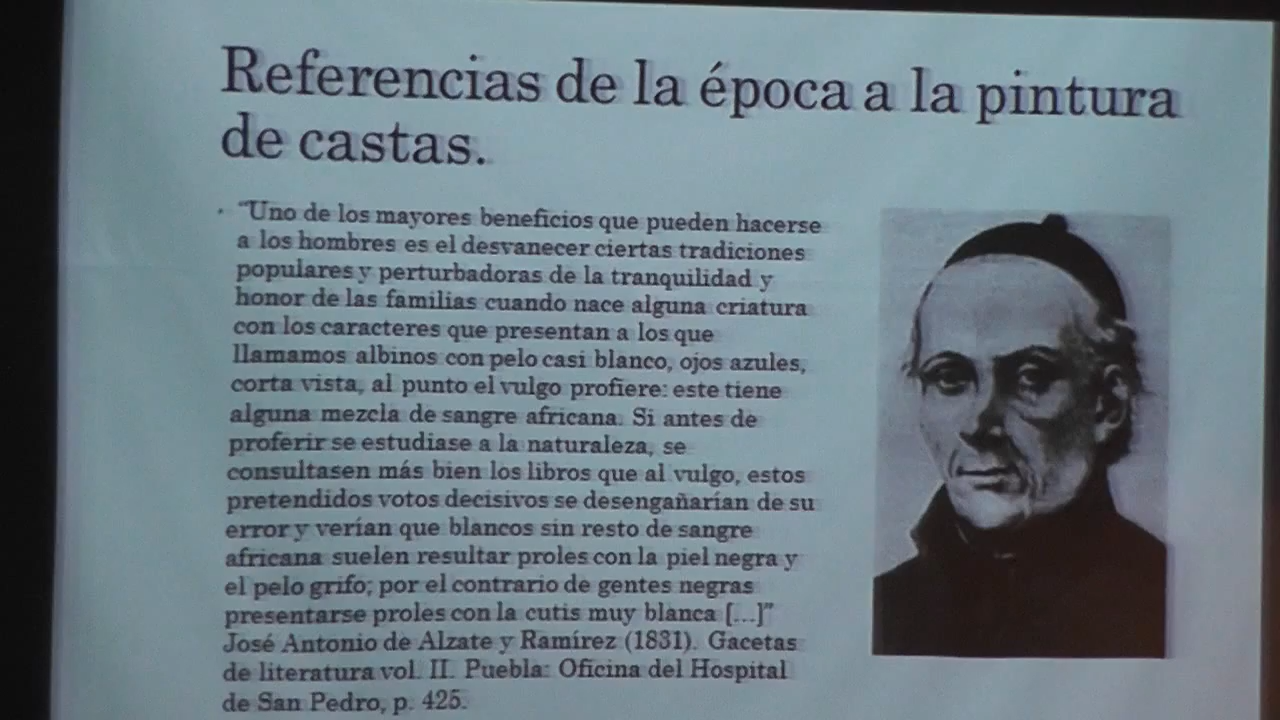 Referencias de la época a la pintura
de castas.
“Uno de los mayores beneficios que pueden hacerse
a los hombres es el desvanecer ciertas tradiciones
populares y perturbadoras de la tranquilidad y
honor de las familias cuando nace alguna criatura
con los caracteres que presentan a los que
llamamos albinos con pelo casi blanco, ojos azules,
corta vista, al punto el vulgo profiere: este tiene
alguna mezcla de sangre africana. Si antes de
proferir se estudiase a la naturaleza, se
consultasen más bien los libros que al vulgo, estos
pretendidos votos decisivos se desengañarían de su
error y verían que blancos sin resto de sangre
africana suelen resultar proles con la piel negra y
el pelo grifo; por el contrario de gentes negras
presentarse proles con la cutis muy blanca [...]”
José Antonio de Alzate y Ramírez (1831). Gacetas
de literatura vol. II. Puebla: Oficina del Hospital
de San Pedro, p. 425.